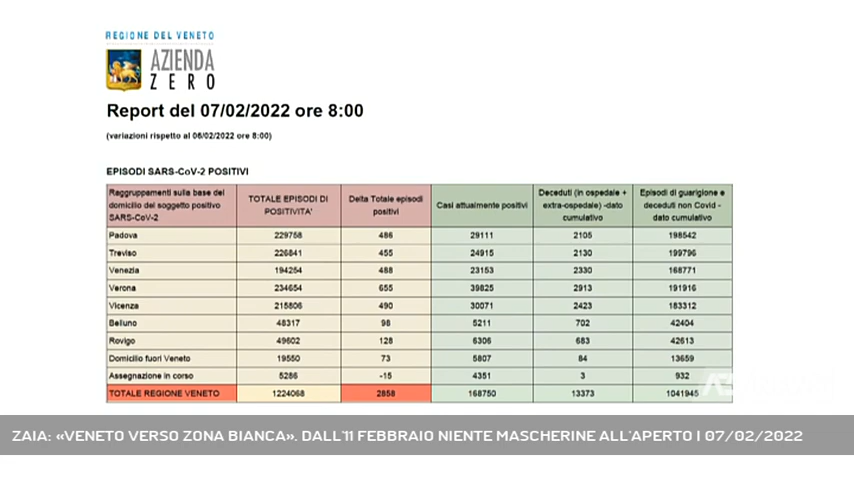 REGIONE DEL VENETO
AZIENDA
ZERO
Report del 07/02/2022 ore 8:00
(variazioni rispetto al 06/02/2022 ore 8:00)
EPISODI SARS-CoV-2 POSITIVI
Raggruppamenti sulla base del domicilio del soggetto positivo SARS-CoV-2 TOTALE EPISODI DI POSITIVITA' Delta Totale episodi positivi Casi attualmente positivi Deceduti (in ospedale + extra-ospedale) -dato cumulativo Episodi di guarigione e deceduti non Covid - dato cumulativo
Padova 229758 486 29111 2105 198542
Treviso 226841 455 24915 2130 199796
Venezia 194254 488 23153 2330 168771
Verona 234654 655 39825 2913 191916
Vicenza 215806 490 30071 2423 183312
Belluno 48317 98 5211 702 42404
Rovigo 49602 128 6306 683 42613
Domicilio fuori Veneto 19550 73 5807 84 13659
Assegnazione in corso 5286 -15 4351 3 932
TOTALE REGIONE VENETO 1224068 2858 168750 13373 1041945
ZAIA: «VENETO VERSO ZONA BIANCA». DALL'11 FEBBRAIO NIENTE MASCHERINE ALL'APERTO | 07/02/2022